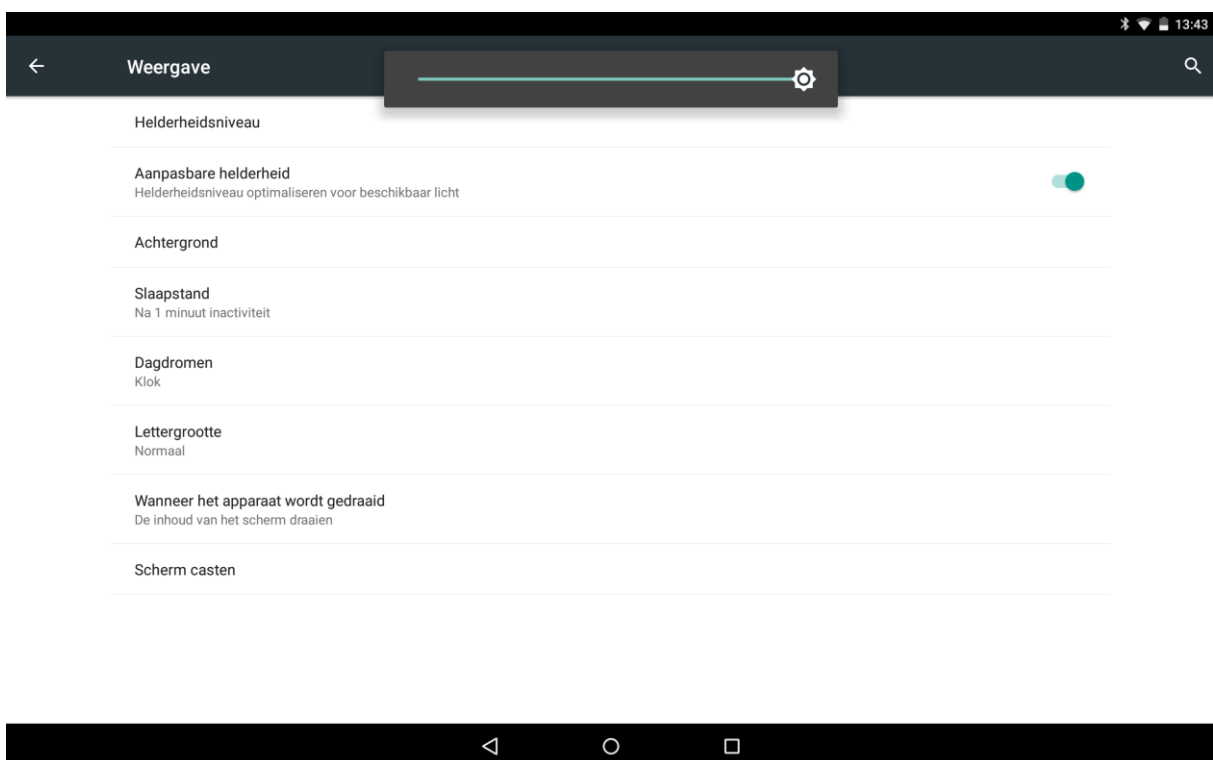 13:43
Weergave
Helderheidsniveau
Aanpasbare helderheid
Helderheidsniveau optimaliseren voor beschikbaar licht
Achtergrond
Slaapstand
Na 1 minuut inactiviteit
Dagdromen
Klok
Lettergrootte
Normaal
Wanneer het apparaat wordt gedraaid
De inhoud van het scherm draaien
Scherm casten